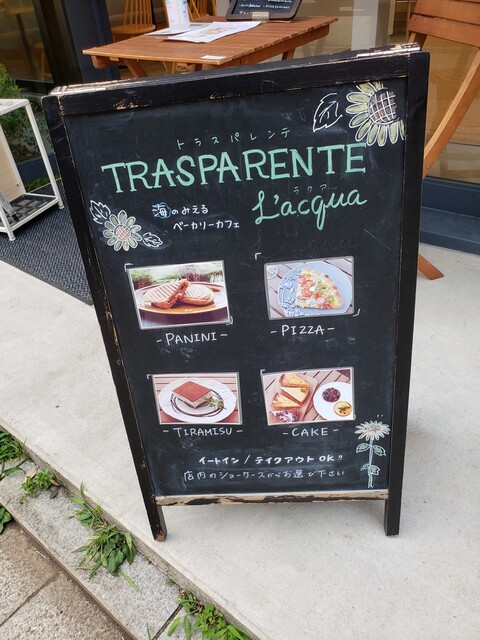 トラスパレンテ
TRASPARENTE
ラクア
L'acqua
海のみえる
ベーカリーカフェ
-PANINI-
-PIZZA-
-TIRAMISU-
-CAKE-
イートイン/テイクアウトOK!!
店内のショーケースからお選び下さい